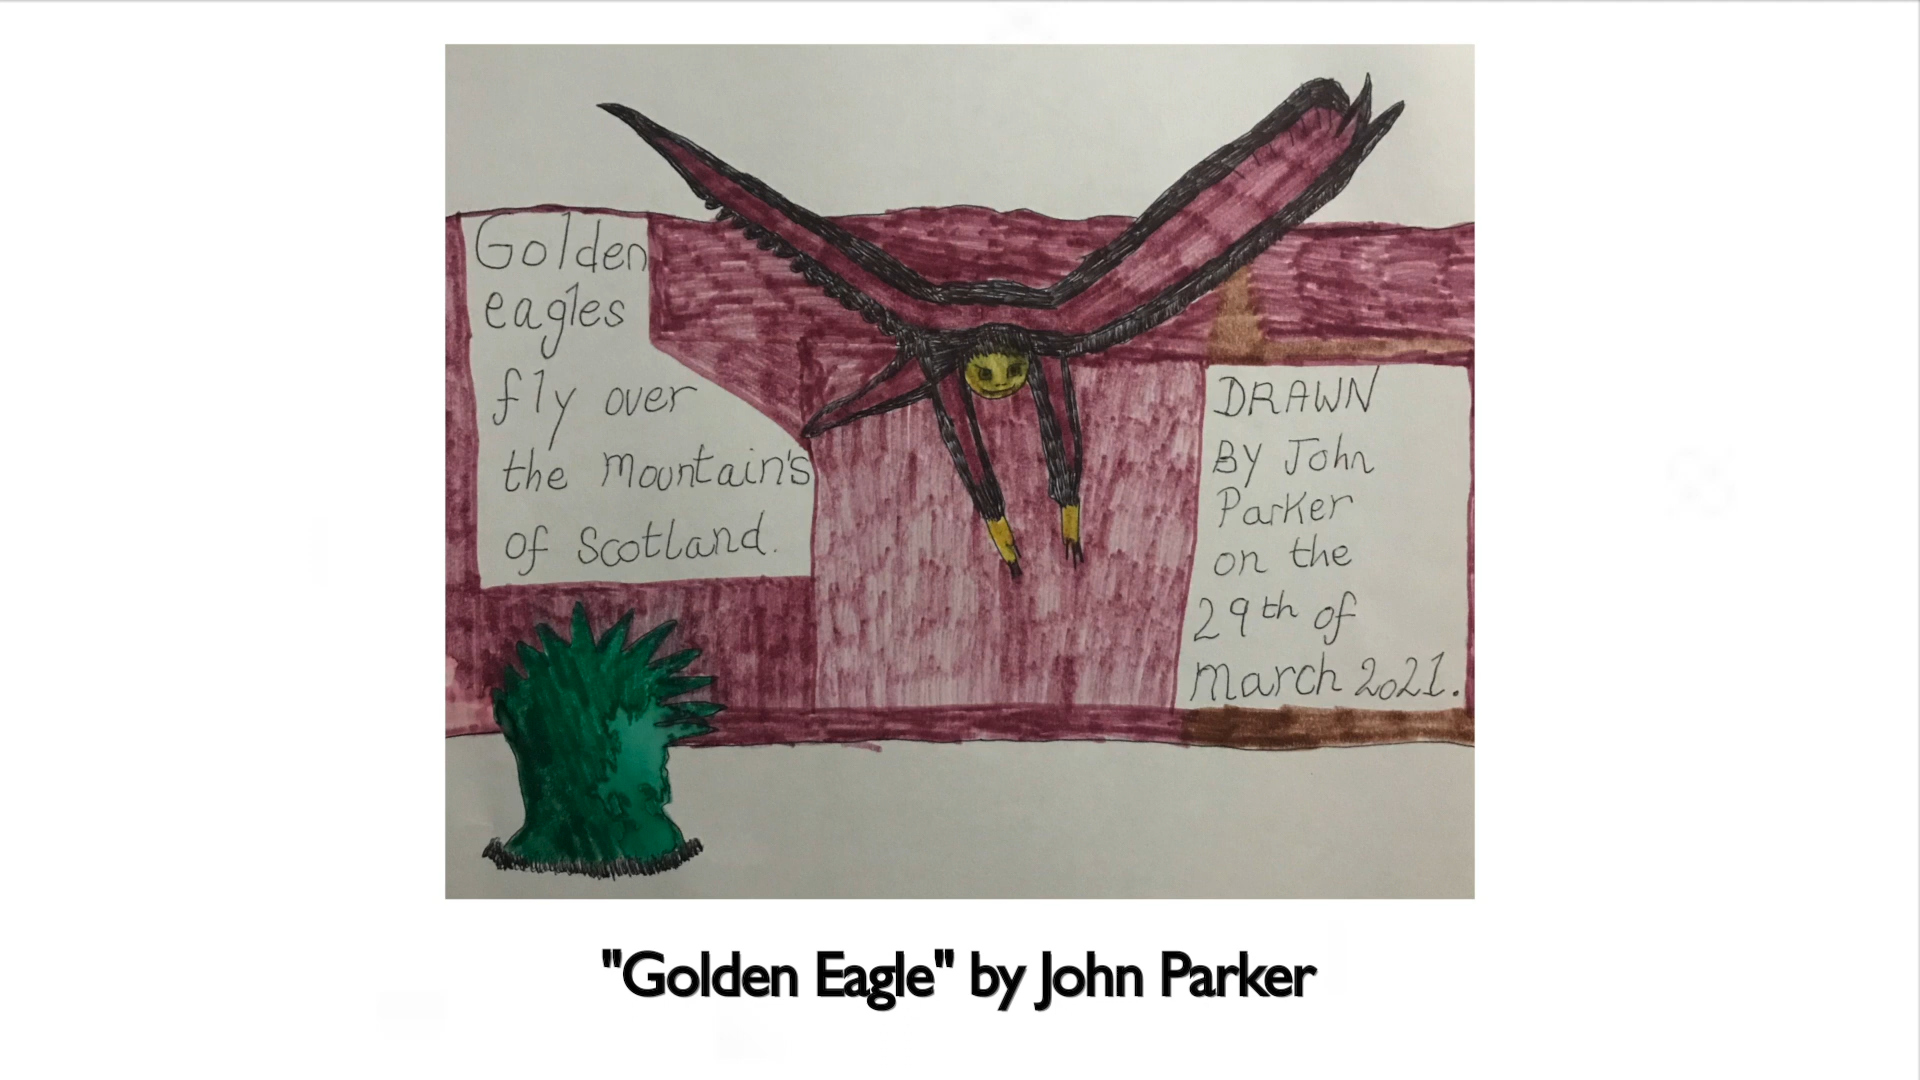 Golden
eagles
fly over
the Mountain's
of Scotland.
DRAWN
By John
Parker
on the
29th of
March 2021.
"Golden Eagle" by John Parker